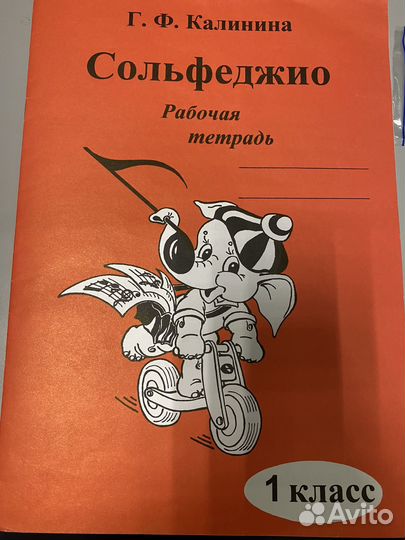 Г. Ф. Калинина
Сольфеджио
Рабочая
тетрадь
1 класс
Avito